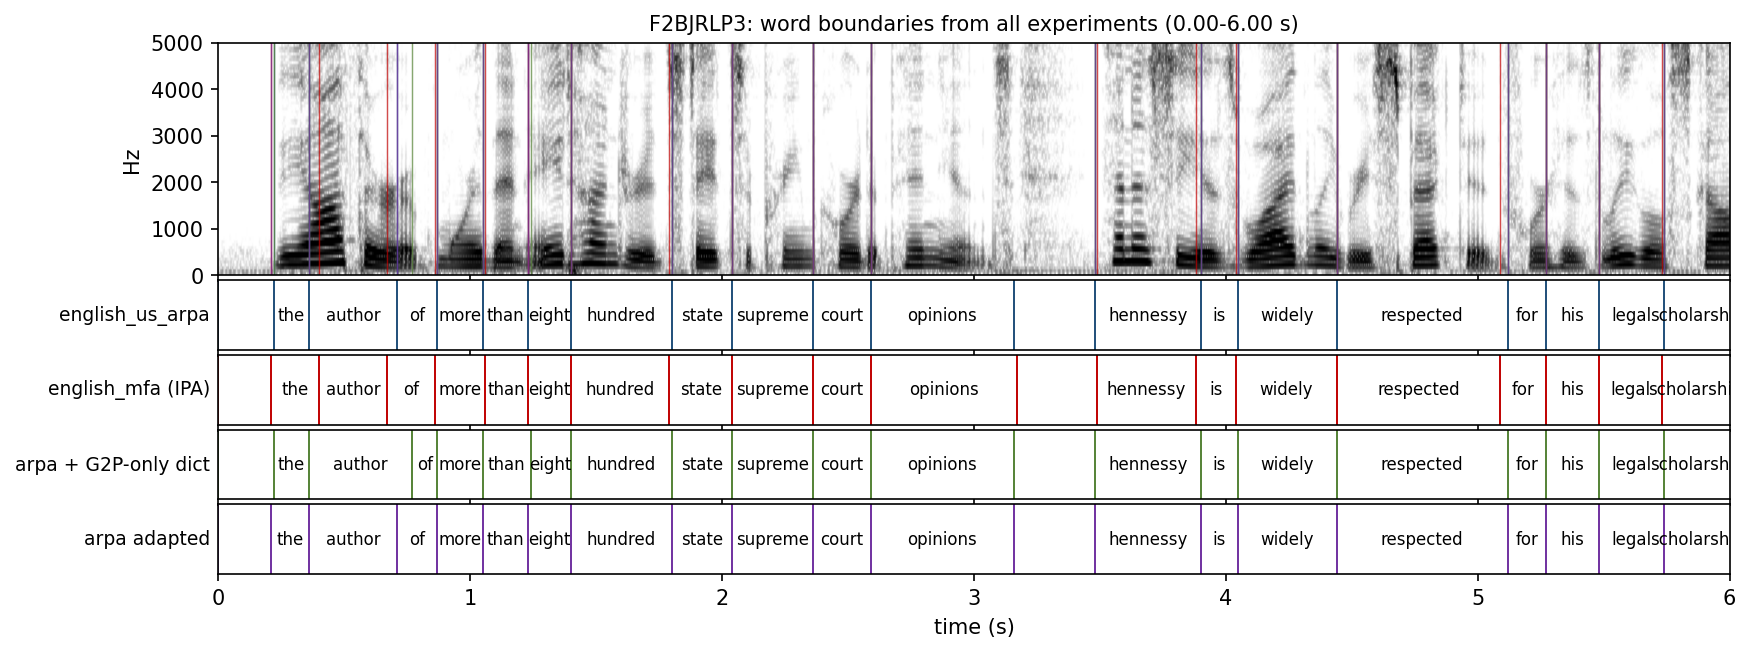 F2BJRLP3: word boundaries from all experiments (0.00-6.00 s)
5000
4000
3000
2000
1000
0
Hz
english_us_arpa
the author of more than eight hundred state supreme court opinions hennessy is widely respected for his legal scholarsh
english_mfa (IPA)
the author of more than eight hundred state supreme court opinions hennessy is widely respected for his legal scholarsh
arpa + G2P-only dict
the author of more than eight hundred state supreme court opinions hennessy is widely respected for his legal scholarsh
arpa adapted
the author of more than eight hundred state supreme court opinions hennessy is widely respected for his legal scholarsh
0 1 2 3 4 5 6
time (s)